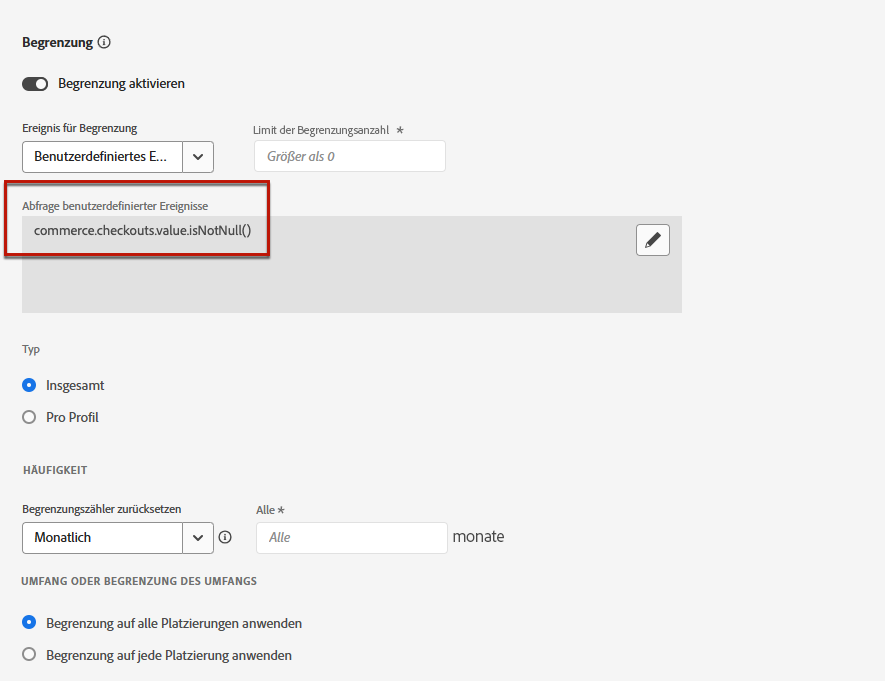 Begrenzung
Begrenzung aktivieren
Ereignis für Begrenzung
Limit der Begrenzungsanzahl *
Benutzerdefiniertes E...
Größer als 0
Abfrage benutzerdefinierter Ereignisse
commerce.checkouts.value.isNotNull()
Typ
Insgesamt
Pro Profil
HÄUFIGKEIT
Begrenzungszähler zurücksetzen
Alle *
Monatlich
Alle
monate
UMFANG ODER BEGRENZUNG DES UMFANGS
Begrenzung auf alle Platzierungen anwenden
Begrenzung auf jede Platzierung anwenden